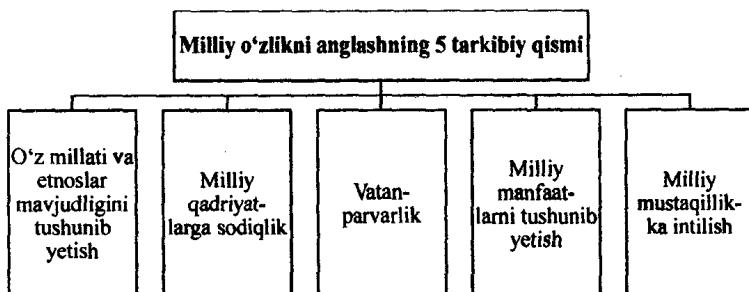 Milliy o‘zlikni anglashning 5 tarkibiy qismi
O‘z millati va
etnoslar
mavjudligini
tushunib
yetish
Milliy
qadriyat-
larga sodiqlik
Vatan-
parvarlik
Milliy
manfaat-
larni tushunib
yetish
Milliy
mustaqillik-
ka intilish